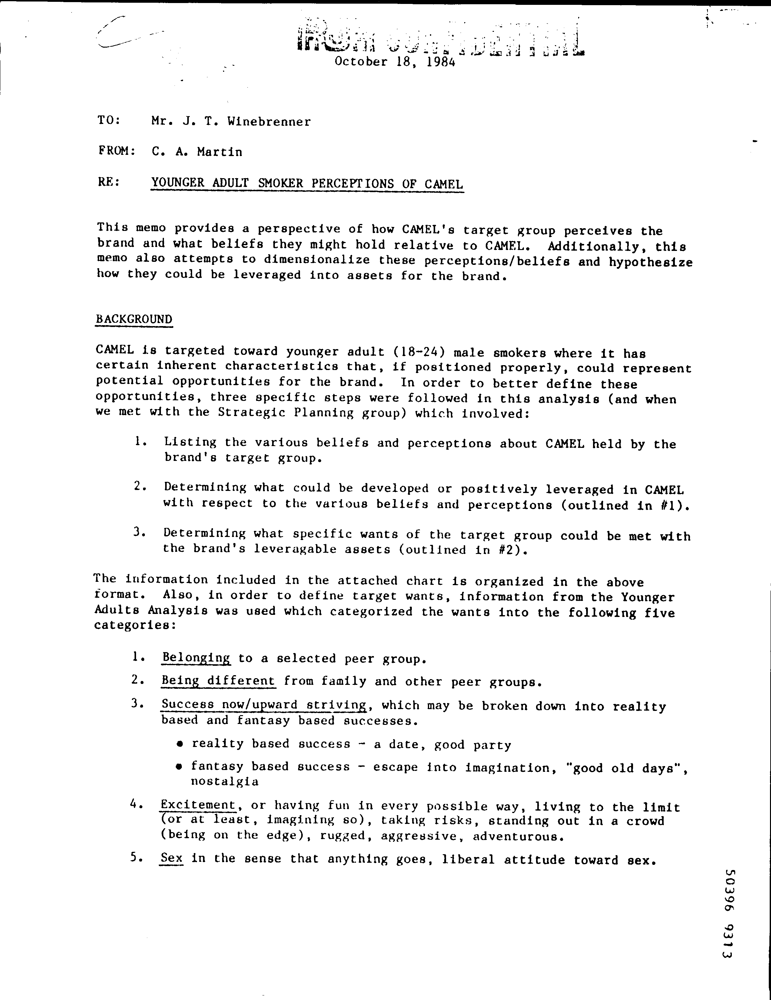 October 18, 1984
TO: Mr. J. T. Winebrenner
FROM: C. A. Martin
RE: YOUNGER ADULT SMOKER PERCEPTIONS OF CAMEL
This memo provides a perspective of how CAMEL's target group perceives the
brand and what beliefs they might hold relative to CAMEL. Additionally, this
memo also attempts to dimensionalize these perceptions/beliefs and hypothesize
how they could be leveraged into assets for the brand.
BACKGROUND
CAMEL is targeted toward younger adult (18-24) male smokers where it has
certain inherent characteristics that, if positioned properly, could represent
potential opportunities for the brand. In order to better define these
opportunities, three specific steps were followed in this analysis (and when
we met with the Strategic Planning group) which involved:
1. Listing the various beliefs and perceptions about CAMEL held by the
brand's target group.
2. Determining what could be developed or positively leveraged in CAMEL
with respect to the various beliefs and perceptions (outlined in #1).
3. Determining what specific wants of the target group could be met with
the brand's leveragable assets (outlined in #2).
The information included in the attached chart is organized in the above
format. Also, in order to define target wants, information from the Younger
Adults Analysis was used which categorized the wants into the following five
categories:
1. Belonging to a selected peer group.
2. Being different from family and other peer groups.
3. Success now/upward striving, which may be broken down into reality
based and fantasy based successes.
• reality based success - a date, good party
• fantasy based success - escape into imagination, "good old days",
nostalgia
4. Excitement, or having fun in every possible way, living to the limit
(or at least, imagining so), taking risks, standing out in a crowd
(being on the edge), rugged, aggressive, adventurous.
5. Sex in the sense that anything goes, liberal attitude toward sex.
50396 9313